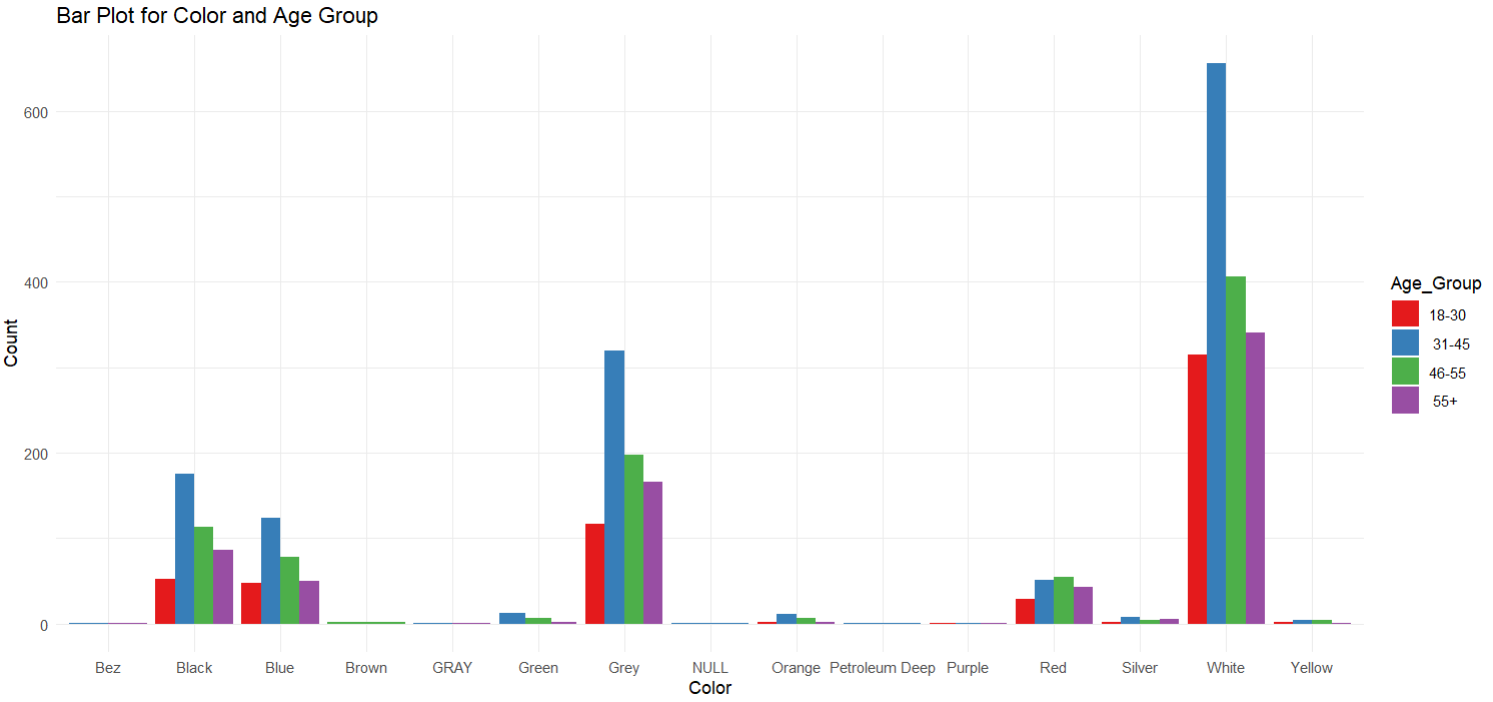 Bar Plot for Color and Age Group
600
400
200
0
Count
Bez Black Blue Brown GRAY Green Grey NULL Orange Petroleum Deep Purple Red Silver White Yellow
Color
Age_Group
18-30
31-45
46-55
55+